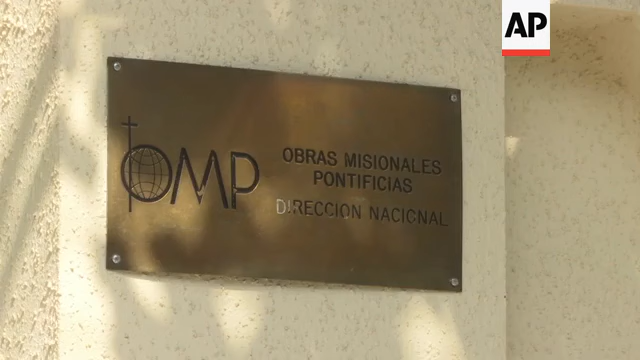 AP
OMP
OBRAS MISIONALES
PONTIFICIAS
DIRECCION NACIONAL